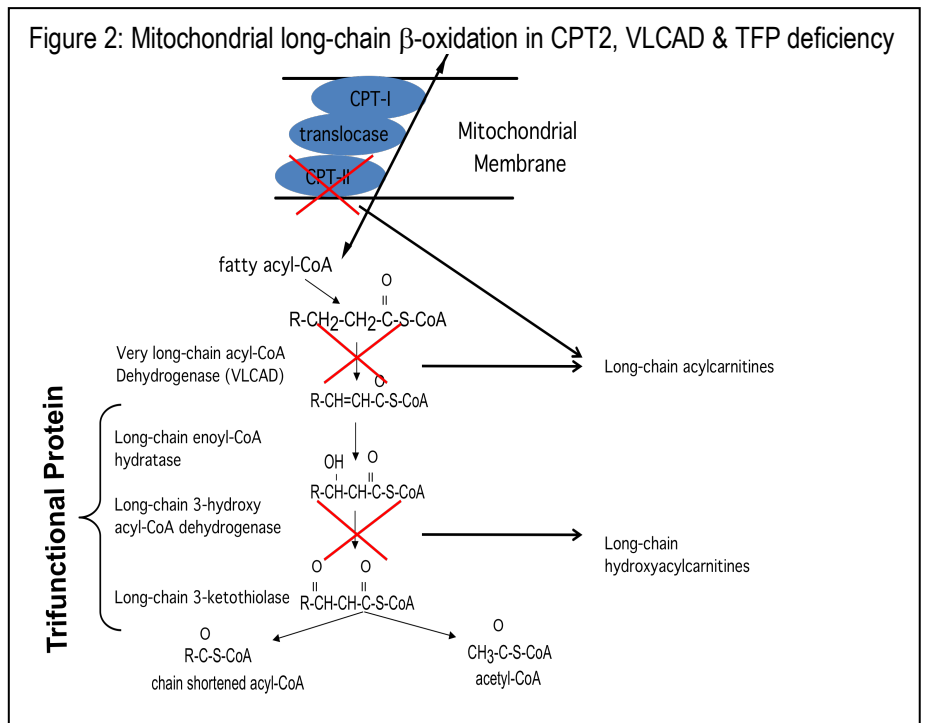 Figure 2: Mitochondrial long-chain β-oxidation in CPT2, VLCAD & TFP deficiency
CPT-I
translocase
CPT-II
Mitochondrial
Membrane
fatty acyl-CoA
O
R-CH2-CH2-C-S-CoA
Very long-chain acyl-CoA
Dehydrogenase (VLCAD)
Long-chain acylcarnitines
O
R-CH=CH-C-S-CoA
Trifunctional Protein
Long-chain enoyl-CoA
hydratase
OH O
R-CH-CH-C-S-CoA
Long-chain 3-hydroxy
acyl-CoA dehydrogenase
Long-chain
hydroxyacylcarnitines
O O
Long-chain 3-ketothiolase
R-CH-CH-C-S-CoA
O
R-C-S-CoA
chain shortened acyl-CoA
O
CH3-C-S-CoA
acetyl-CoA